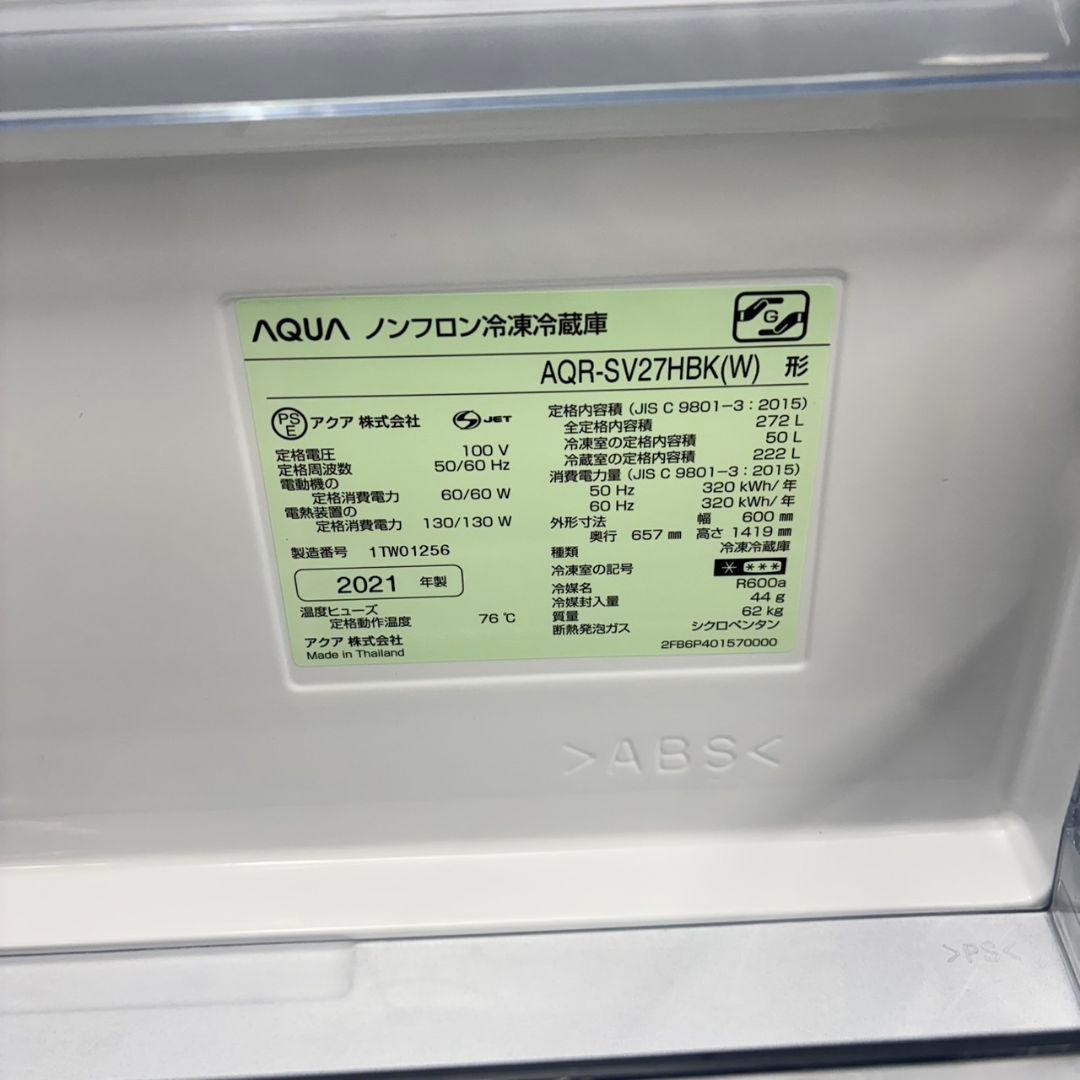 AQUA ノンフロン冷凍冷蔵庫
G
AQR-SV27HBK(W) 形
PSE アクア 株式会社 S JET
定格電圧 100 V
定格周波数 50/60 Hz
電動機の
定格消費電力 60/60 W
電熱装置の
定格消費電力 130/130 W
製造番号 1TW01256
2021 年製
温度ヒューズ
定格動作温度 76 ℃
アクア 株式会社
Made in Thailand
定格内容積 (JIS C 9801-3:2015)
全定格内容積 272 L
冷凍室の定格内容積 50 L
冷蔵室の定格内容積 222 L
消費電力量 (JIS C 9801-3:2015)
50 Hz 320 kWh/年
60 Hz 320 kWh/年
外形寸法 幅 600 ㎜
奥行 657 ㎜ 高さ 1419 ㎜
種類 冷凍冷蔵庫
冷凍室の記号 * ***
冷媒名 R600a
冷媒封入量 44 g
質量 62 kg
断熱発泡ガス シクロペンタン
2FB6P401570000
>ABS<
>PS<